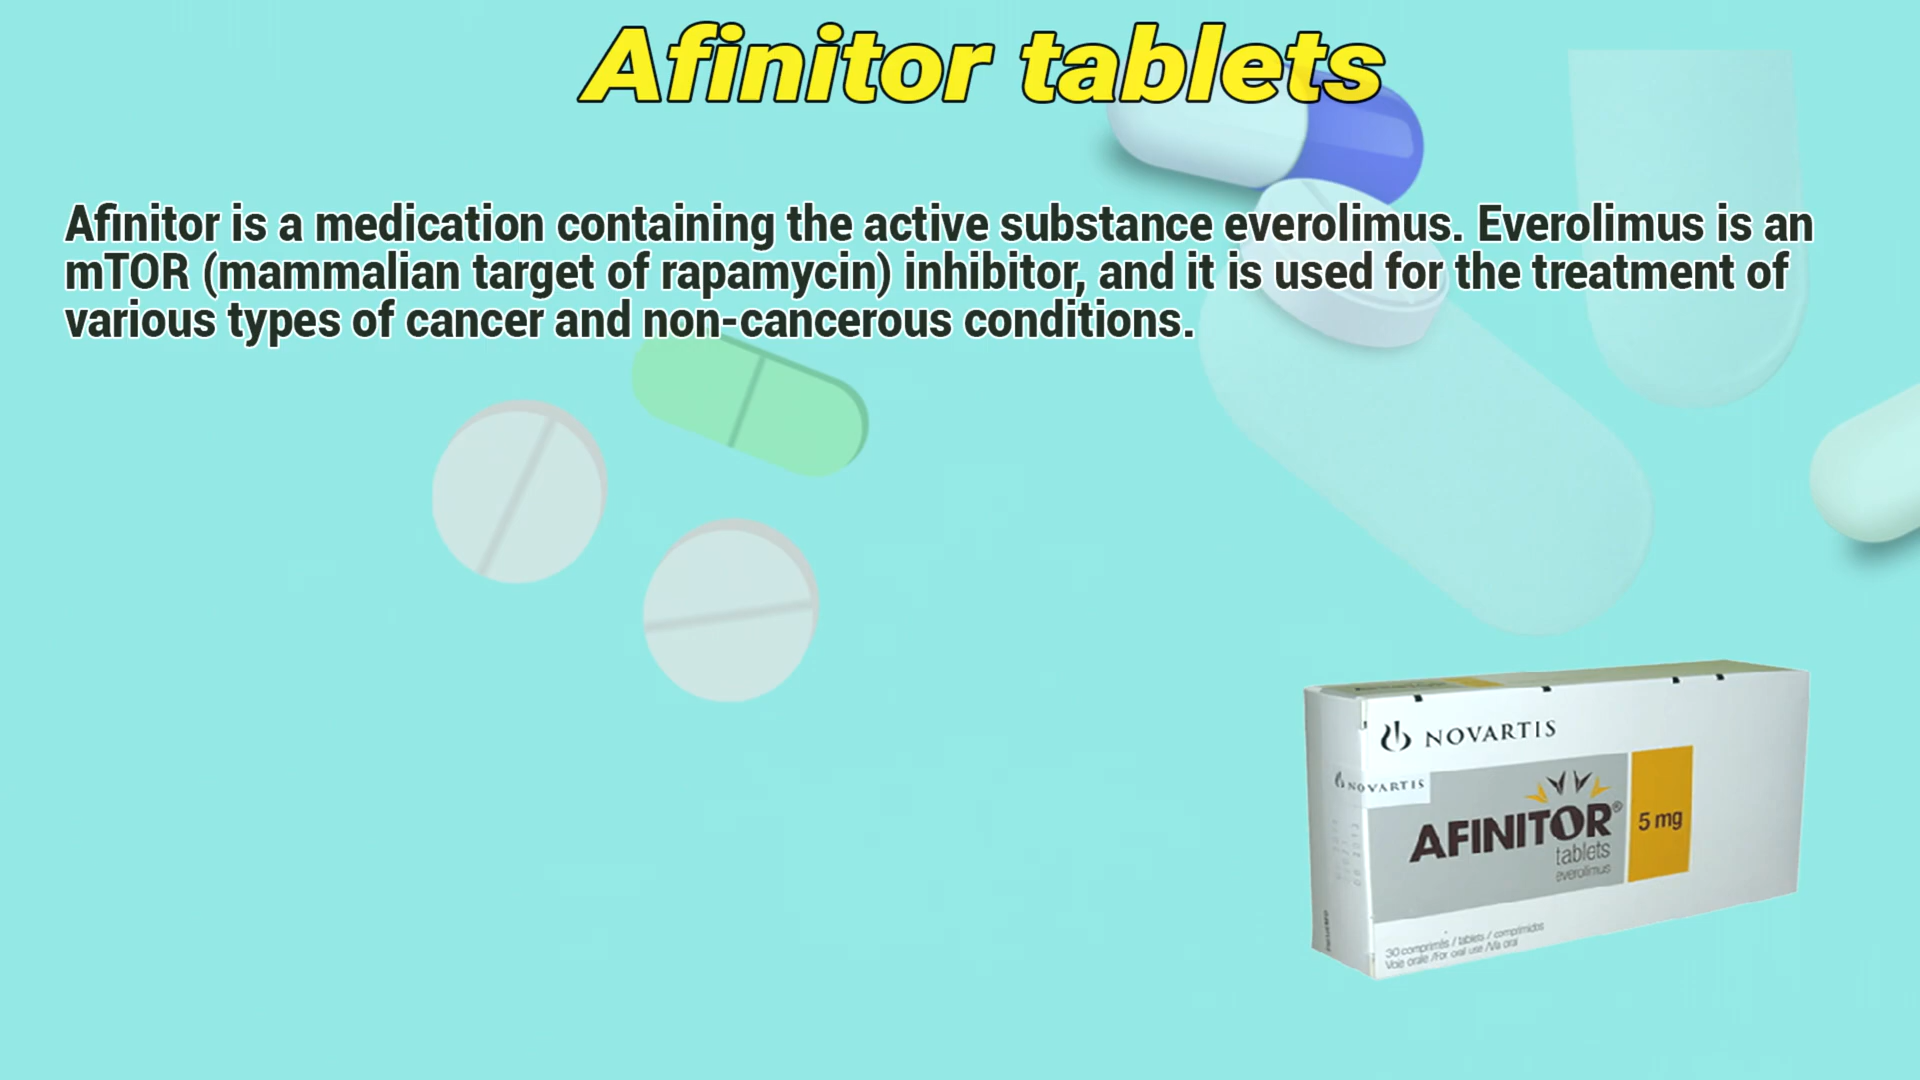 Afinitor tablets
Afinitor is a medication containing the active substance everolimus. Everolimus is an
mTOR (mammalian target of rapamycin) inhibitor, and it is used for the treatment of
various types of cancer and non-cancerous conditions.
NOVARTIS
NOVARTIS
AFINITOR®
5 mg
tablets
everolimus
30 comprimés / tablets / comprimidos
Voie orale /For oral use /Vía oral